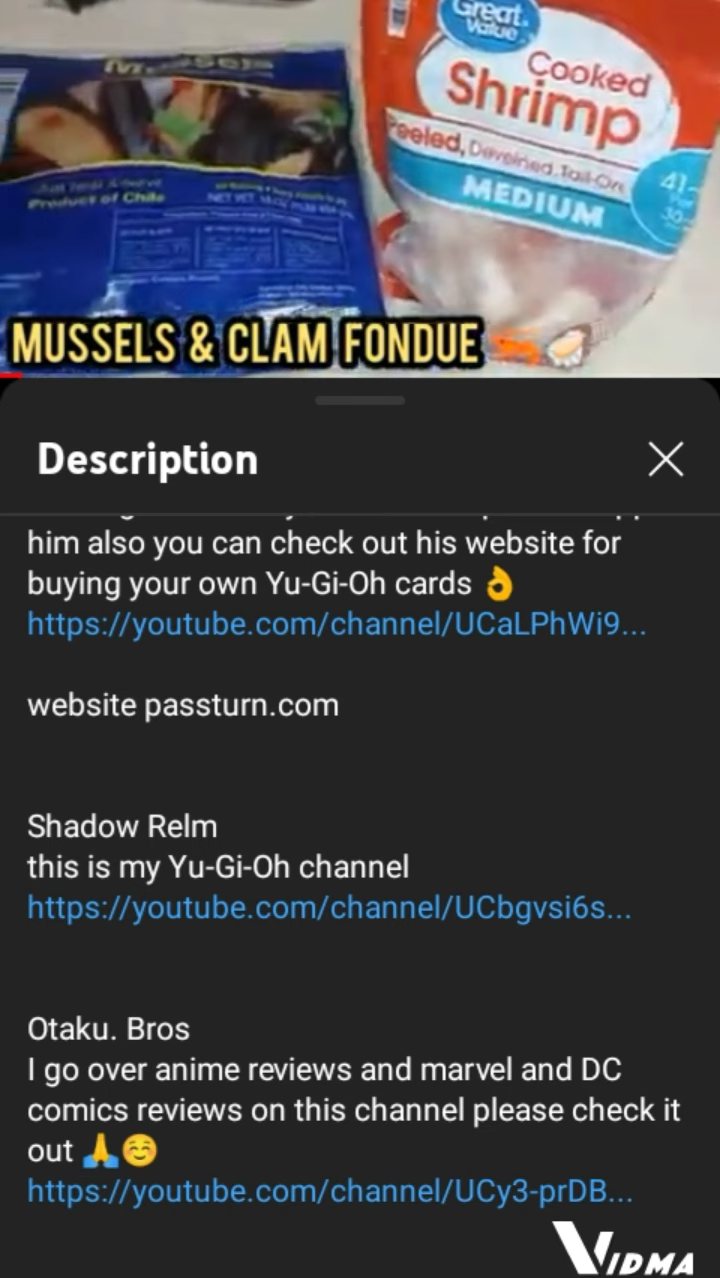 Great
Value
Cooked
Shrimp
Peeled, Deveined, Tail-On
MEDIUM
41-
Mussels
Product of Chile
MUSSELS & CLAM FONDUE 🦐🦪
Description
him also you can check out his website for
buying your own Yu-Gi-Oh cards 👌
https://youtube.com/channel/UCaLPhWi9...
website passturn.com
Shadow Relm
this is my Yu-Gi-Oh channel
https://youtube.com/channel/UCbgvsi6s...
Otaku. Bros
I go over anime reviews and marvel and DC
comics reviews on this channel please check it
out 🙏☺️
https://youtube.com/channel/UCy3-prDB...
VIDMA